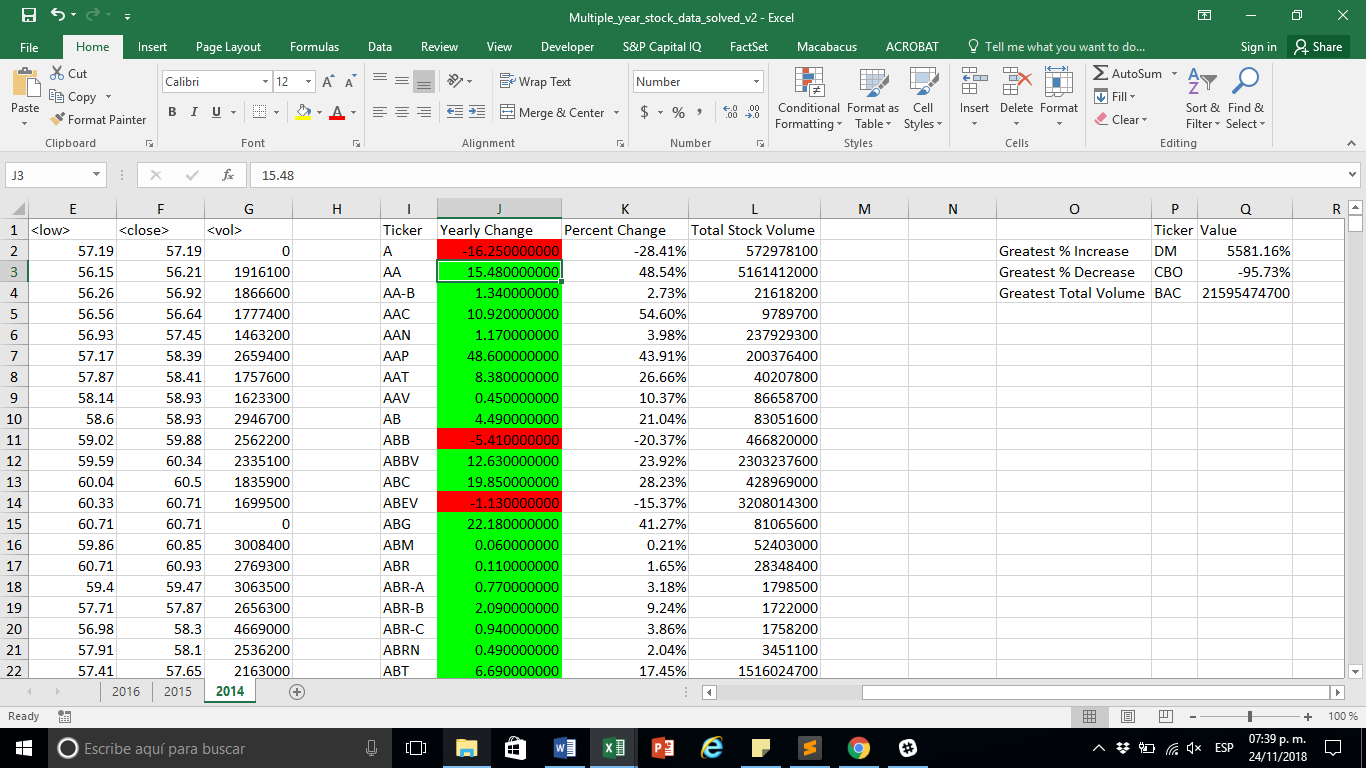 Multiple_year_stock_data_solved_v2 - Excel
File Home Insert Page Layout Formulas Data Review View Developer S&P Capital IQ FactSet Macabacus ACROBAT Tell me what you want to do... Sign in Share
Paste
Cut
Copy
Format Painter
Clipboard
Calibri 12
B I U
Font
Wrap Text
Merge & Center
Alignment
Number
$ % ,
Number
Conditional Formatting
Format as Table
Cell Styles
Styles
Insert Delete Format
Cells
AutoSum
Fill
Clear
Sort & Filter
Find & Select
Editing
J3 fx 15.48
E F G H I J K L M N O P Q R
1 <low> <close> <vol> Ticker Yearly Change Percent Change Total Stock Volume Ticker Value
2 57.19 57.19 0 A -16.250000000 -28.41% 572978100 Greatest % Increase DM 5581.16%
3 56.15 56.21 1916100 AA 15.480000000 48.54% 5161412000 Greatest % Decrease CBO -95.73%
4 56.26 56.92 1866600 AA-B 1.340000000 2.73% 21618200 Greatest Total Volume BAC 21595474700
5 56.56 56.64 1777400 AAC 10.920000000 54.60% 9789700
6 56.93 57.45 1463200 AAN 1.170000000 3.98% 237929300
7 57.17 58.39 2659400 AAP 48.600000000 43.91% 200376400
8 57.87 58.41 1757600 AAT 8.380000000 26.66% 40207800
9 58.14 58.93 1623300 AAV 0.450000000 10.37% 86658700
10 58.6 58.93 2946700 AB 4.490000000 21.04% 83051600
11 59.02 59.88 2562200 ABB -5.410000000 -20.37% 466820000
12 59.59 60.34 2335100 ABBV 12.630000000 23.92% 2303237600
13 60.04 60.5 1835900 ABC 19.850000000 28.23% 428969000
14 60.33 60.71 1699500 ABEV -1.130000000 -15.37% 3208014300
15 60.71 60.71 0 ABG 22.180000000 41.27% 81065600
16 59.86 60.85 3008400 ABM 0.060000000 0.21% 52403000
17 60.71 60.93 2769300 ABR 0.110000000 1.65% 28348400
18 59.4 59.47 3063500 ABR-A 0.770000000 3.18% 1798500
19 57.71 57.87 2656300 ABR-B 2.090000000 9.24% 1722000
20 56.98 58.3 4669000 ABR-C 0.940000000 3.86% 1758200
21 57.91 58.1 2536200 ABRN 0.490000000 2.04% 3451100
22 57.41 57.65 2163000 ABT 6.690000000 17.45% 1516024700
2016 2015 2014
Ready 100 %
Escribe aquí para buscar
ESP
07:39 p. m.
24/11/2018